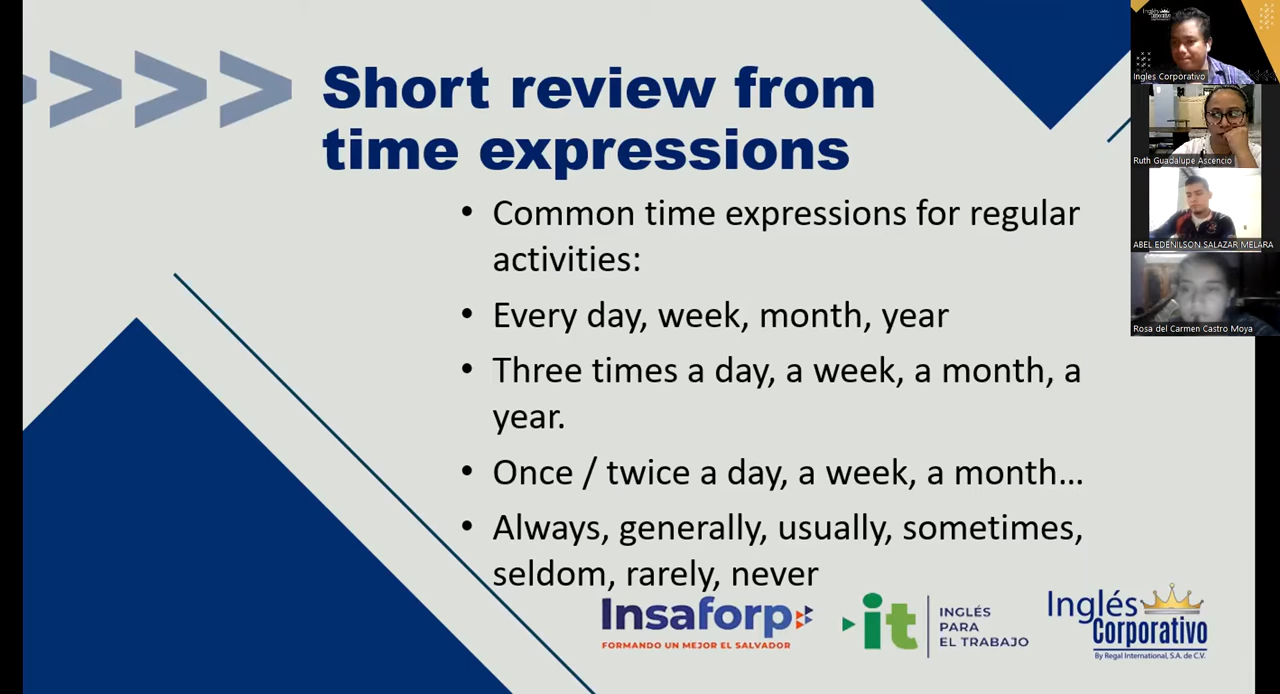 Short review from
time expressions
• Common time expressions for regular
activities:
• Every day, week, month, year
• Three times a day, a week, a month, a
year.
• Once / twice a day, a week, a month...
• Always, generally, usually, sometimes,
seldom, rarely, never
Insaforp
FORMANDO UN MEJOR EL SALVADOR
it
INGLÉS
PARA
EL TRABAJO
Inglés
Corporativo
By Regal International, S.A. de C.V.
Ingles Corporativo
Ruth Guadalupe Ascencio
ABEL EDENILSON SALAZAR MELARA
Rosa del Carmen Castro Moya